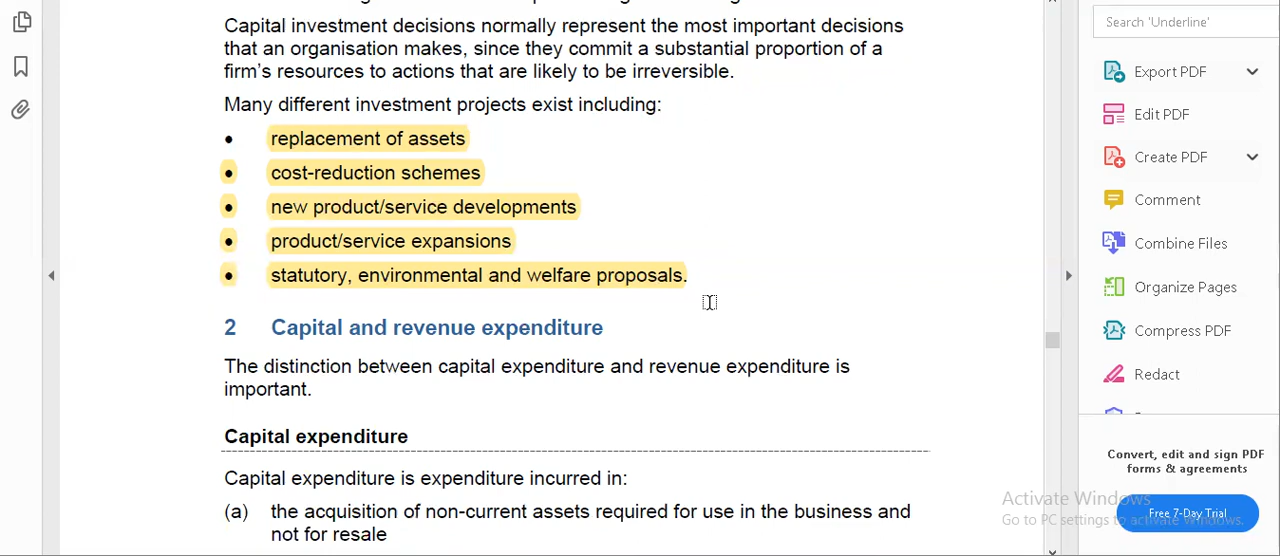 Capital investment decisions normally represent the most important decisions
that an organisation makes, since they commit a substantial proportion of a
firm's resources to actions that are likely to be irreversible.
Many different investment projects exist including:
• replacement of assets
• cost-reduction schemes
• new product/service developments
• product/service expansions
• statutory, environmental and welfare proposals.
2 Capital and revenue expenditure
The distinction between capital expenditure and revenue expenditure is
important.
Capital expenditure
Capital expenditure is expenditure incurred in:
(a) the acquisition of non-current assets required for use in the business and
not for resale
Search 'Underline'
Export PDF
Edit PDF
Create PDF
Comment
Combine Files
Organize Pages
Compress PDF
Redact
Convert, edit and sign PDF
forms & agreements
Free 7-Day Trial
Activate Windows
Go to PC settings to activate Windows.